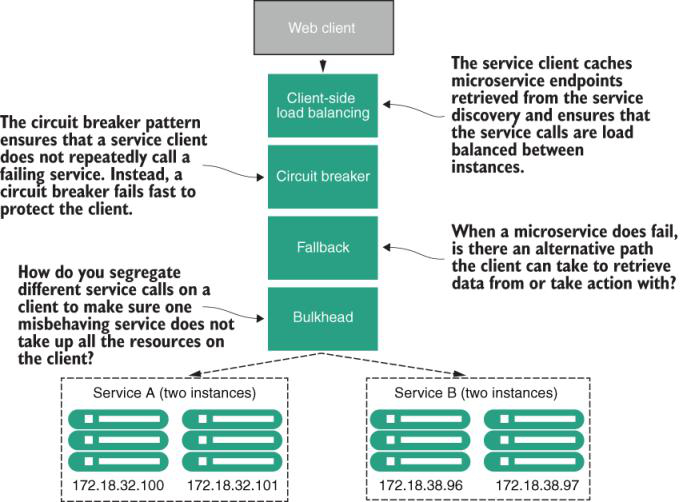 Web client
Client-side
load balancing
The service client caches
microservice endpoints
retrieved from the service
discovery and ensures that
the service calls are load
balanced between
instances.
The circuit breaker pattern
ensures that a service client
does not repeatedly call a
failing service. Instead, a
circuit breaker fails fast to
protect the client.
Circuit breaker
Fallback
When a microservice does fail,
is there an alternative path
the client can take to retrieve
data from or take action with?
How do you segregate
different service calls on a
client to make sure one
misbehaving service does not
take up all the resources on
the client?
Bulkhead
Service A (two instances)
172.18.32.100
172.18.32.101
Service B (two instances)
172.18.38.96
172.18.38.97